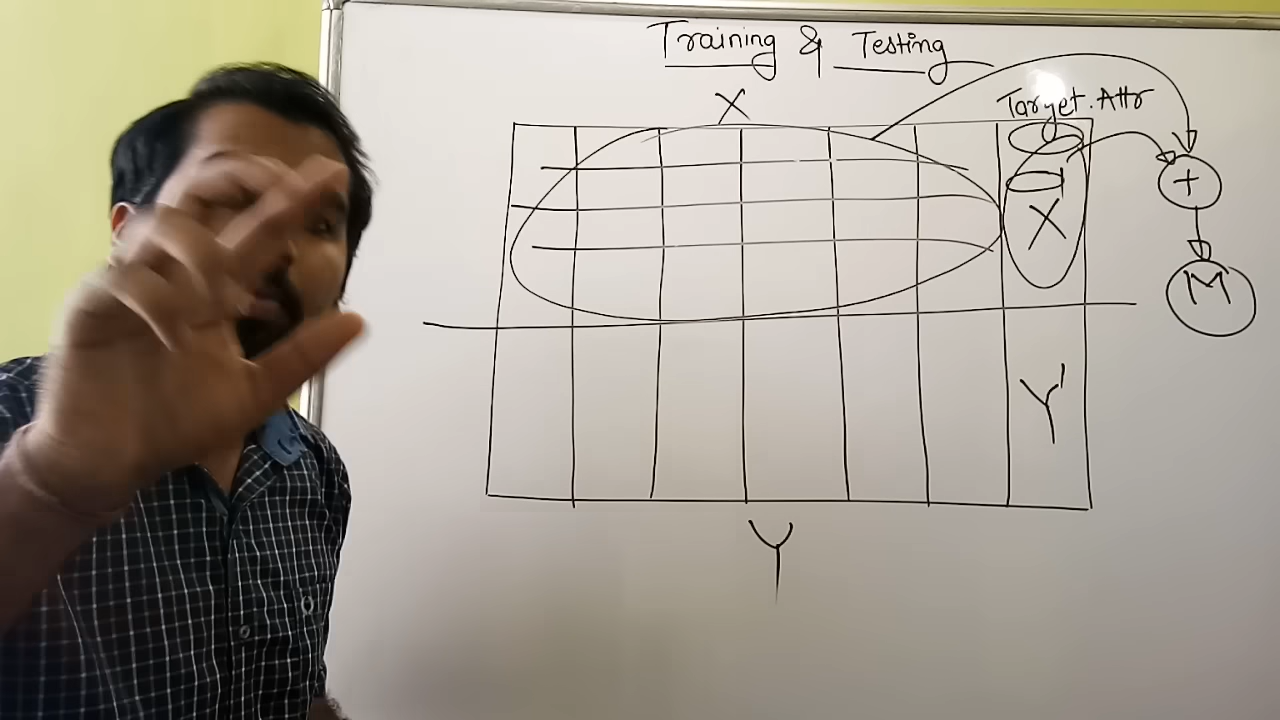 Training & Testing
X
Target. Attr
+
X
M
Y'
Y